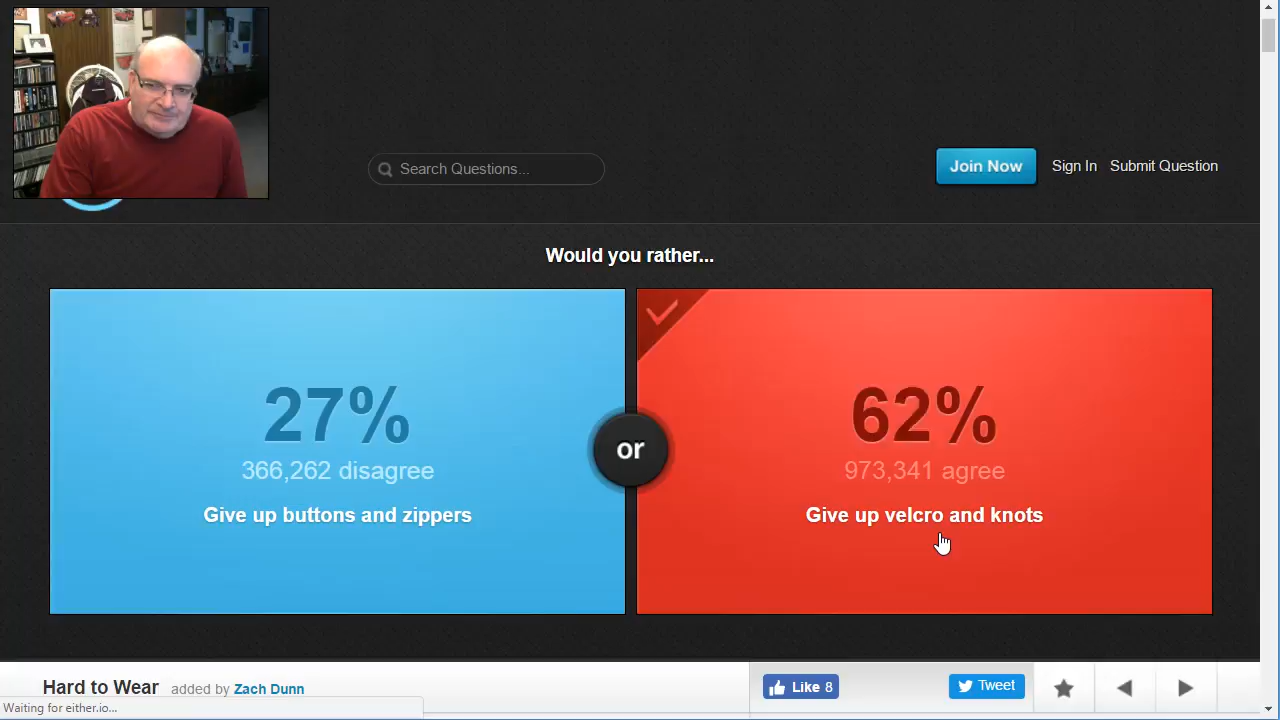 Search Questions...
Join Now
Sign In
Submit Question
Would you rather...
27%
366,262 disagree
Give up buttons and zippers
or
62%
973,341 agree
Give up velcro and knots
Hard to Wear added by Zach Dunn
Like 8
Tweet
Waiting for either.io...